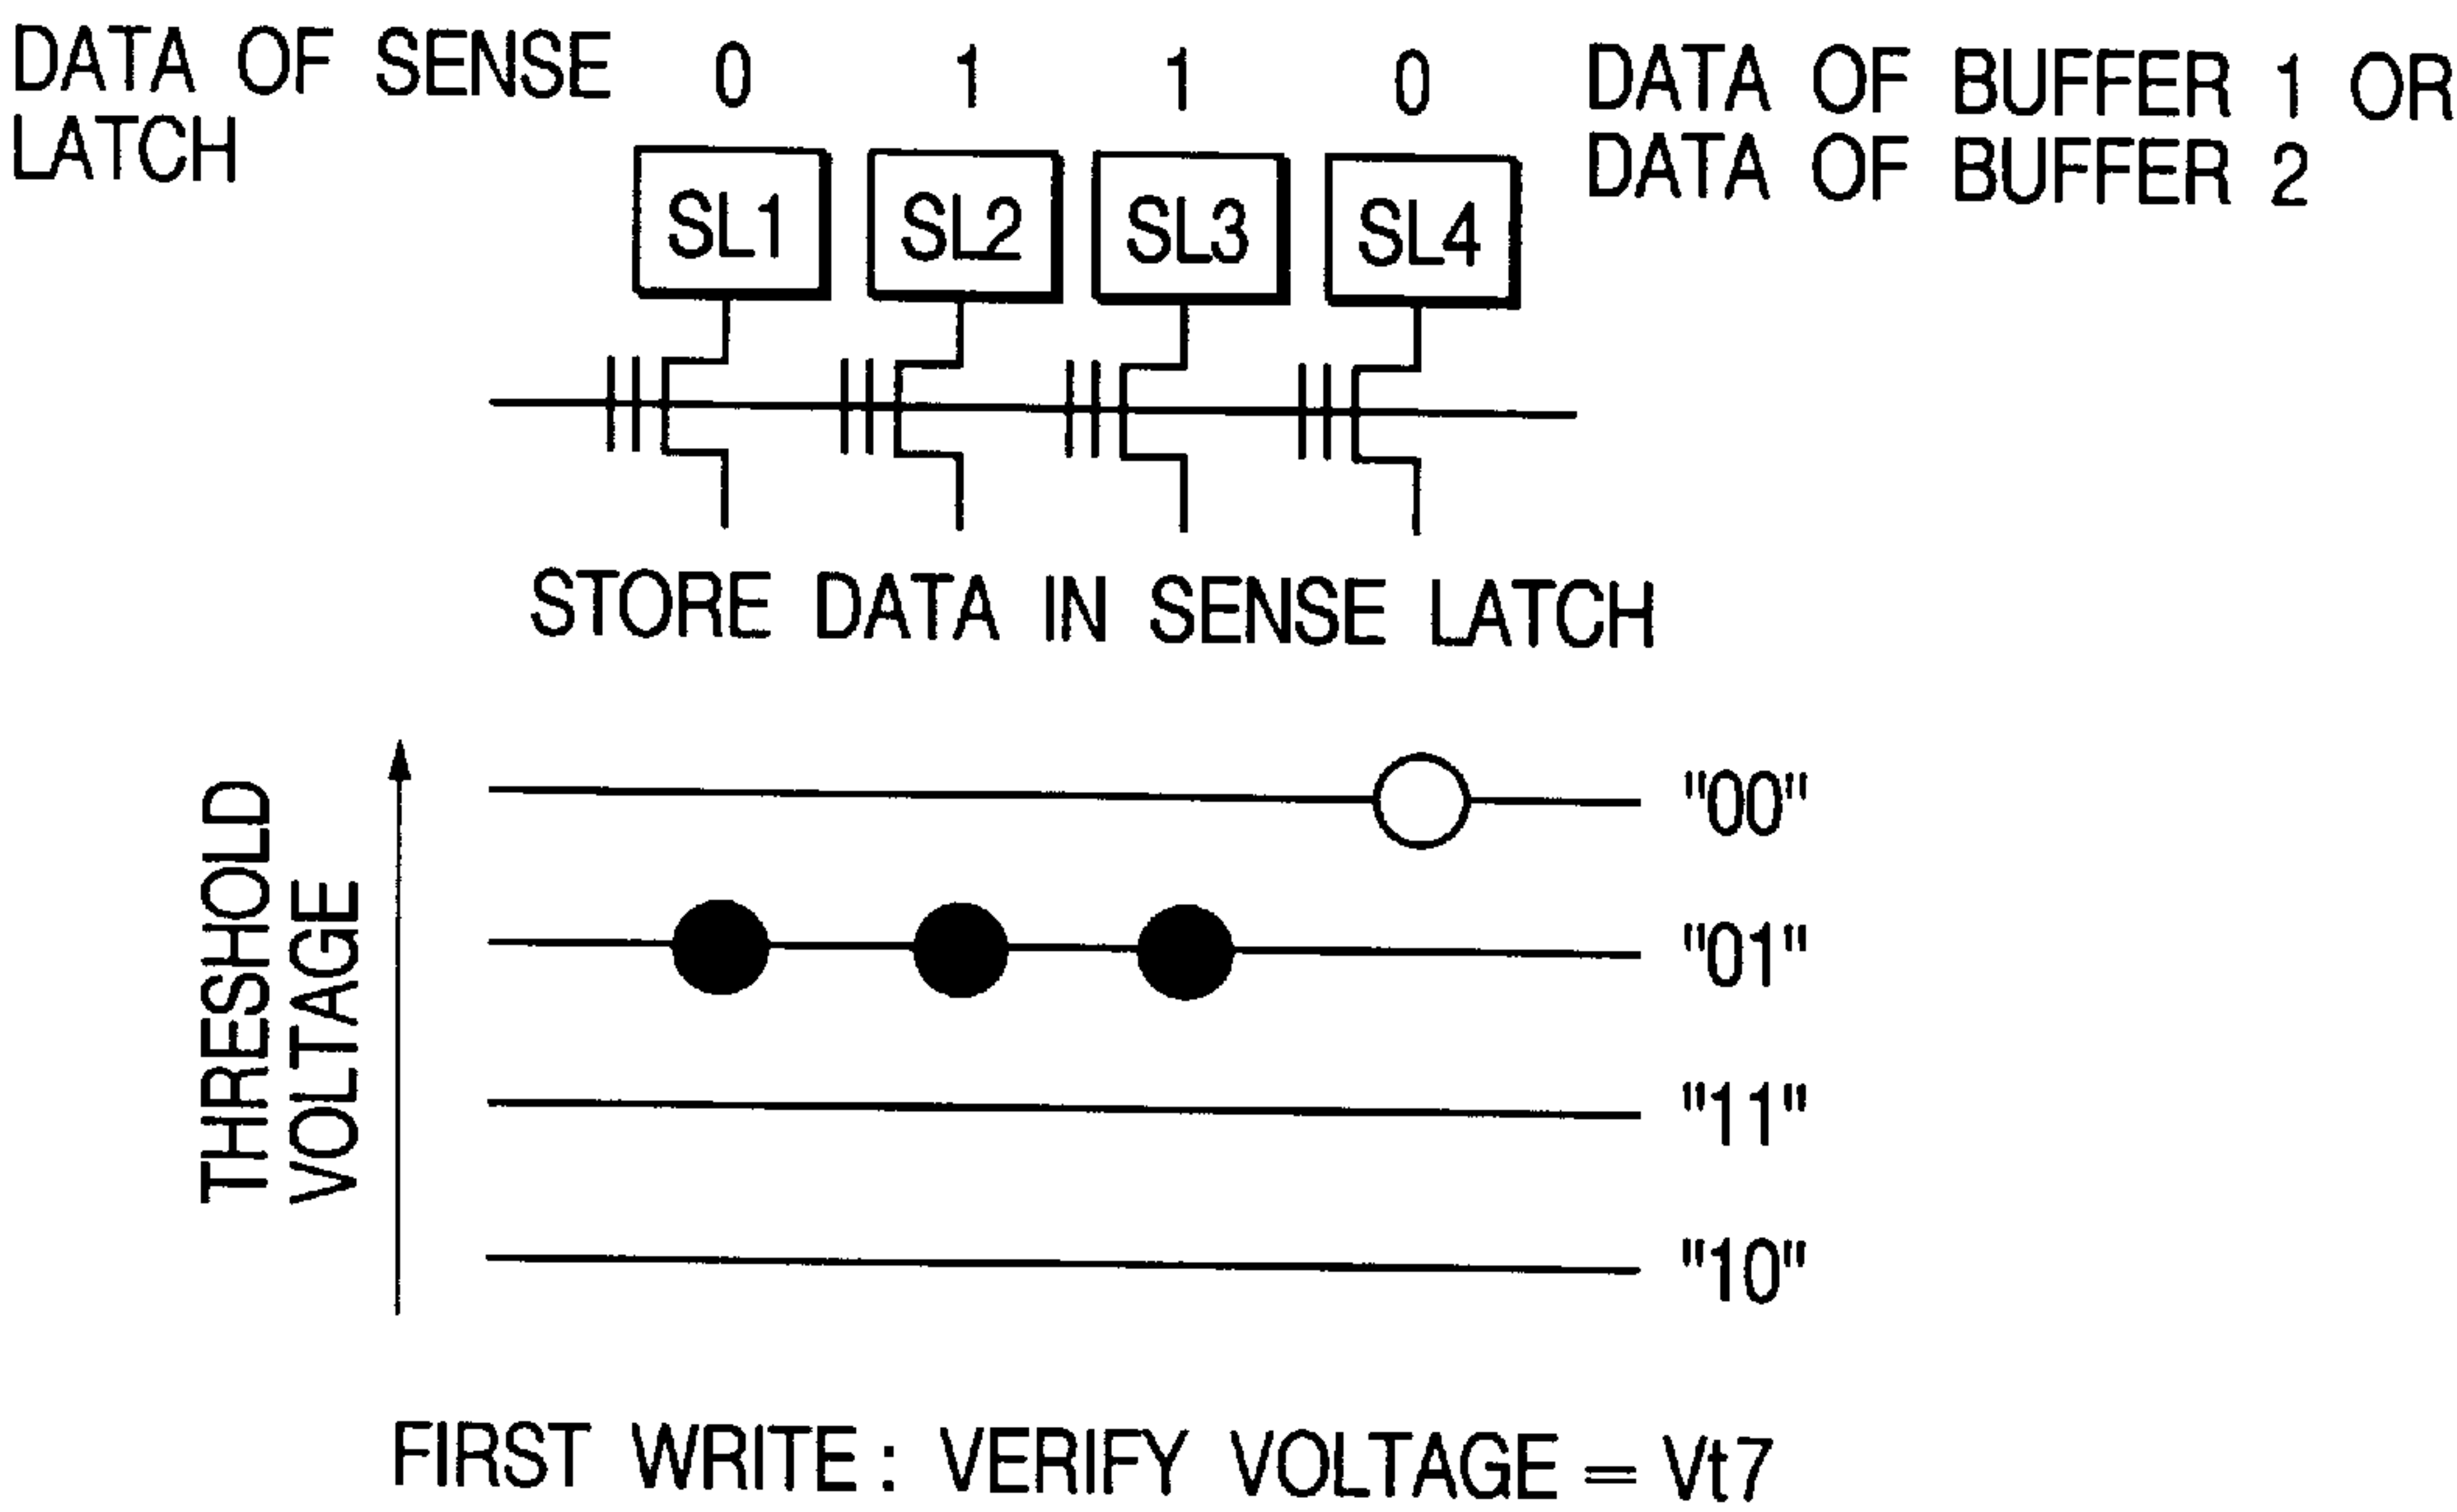 DATA OF SENSE
LATCH
0 1 1 0
DATA OF BUFFER 1 OR
DATA OF BUFFER 2
SL1 SL2 SL3 SL4
STORE DATA IN SENSE LATCH
THRESHOLD
VOLTAGE
"00"
"01"
"11"
"10"
FIRST WRITE : VERIFY VOLTAGE = Vt7